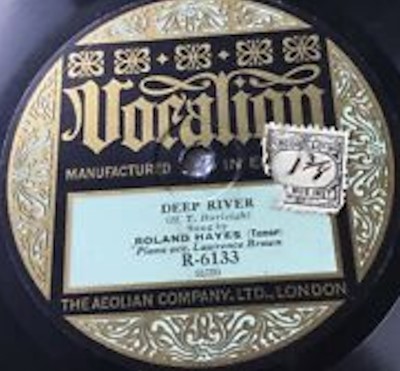 Vocalion
MANUFACTURED IN E
DEEP RIVER
(H. T. Burleigh)
Sung by
ROLAND HAYES (Tenor)
Piano acc. Lawrence Brown
R-6133
THE AEOLIAN COMPANY, LTD., LONDON